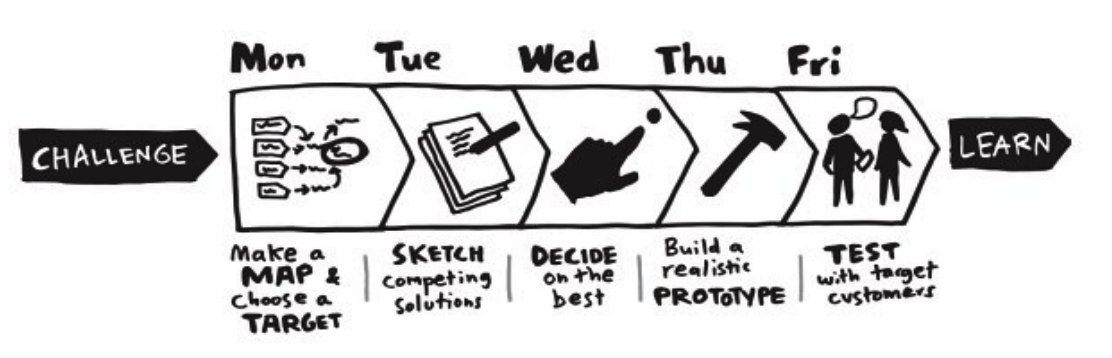 Mon Tue Wed Thu Fri
CHALLENGE
LEARN
Make a
MAP &
choose a
TARGET
SKETCH
competing
solutions
DECIDE
on the
best
Build a
realistic
PROTOTYPE
TEST
with target
customers